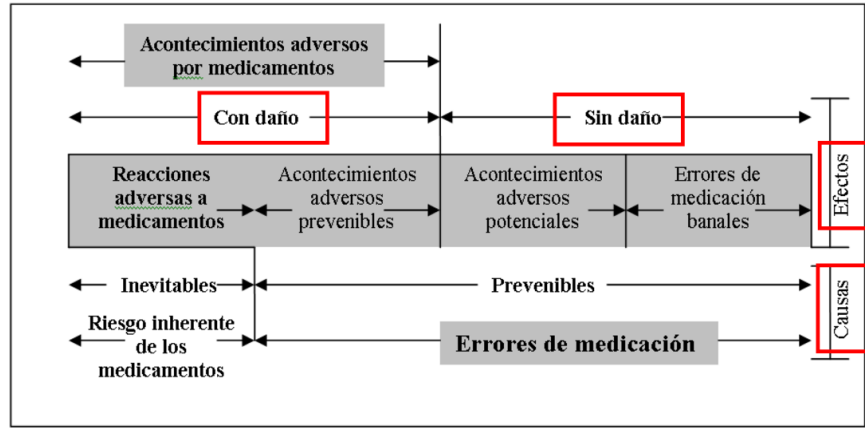 Acontecimientos adversos
por medicamentos
Con daño
Sin daño
Reacciones
adversas a
medicamentos
Acontecimientos
adversos
prevenibles
Acontecimientos
adversos
potenciales
Errores de
medicación
banales
Efectos
Inevitables
Prevenibles
Riesgo inherente
de los
medicamentos
Errores de medicación
Causas